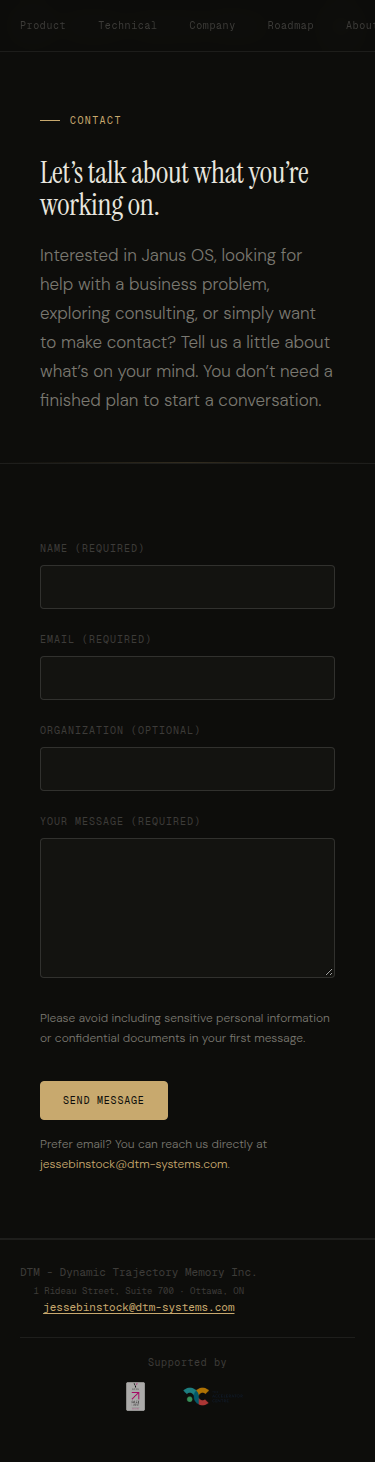 Product Technical Company Roadmap About
CONTACT
Let’s talk about what you’re
working on.
Interested in Janus OS, looking for
help with a business problem,
exploring consulting, or simply want
to make contact? Tell us a little about
what’s on your mind. You don’t need a
finished plan to start a conversation.
NAME (REQUIRED)
EMAIL (REQUIRED)
ORGANIZATION (OPTIONAL)
YOUR MESSAGE (REQUIRED)
Please avoid including sensitive personal information
or confidential documents in your first message.
SEND MESSAGE
Prefer email? You can reach us directly at
jessebinstock@dtm-systems.com.
DTM – Dynamic Trajectory Memory Inc.
1 Rideau Street, Suite 700 · Ottawa, ON
jessebinstock@dtm-systems.com
Supported by